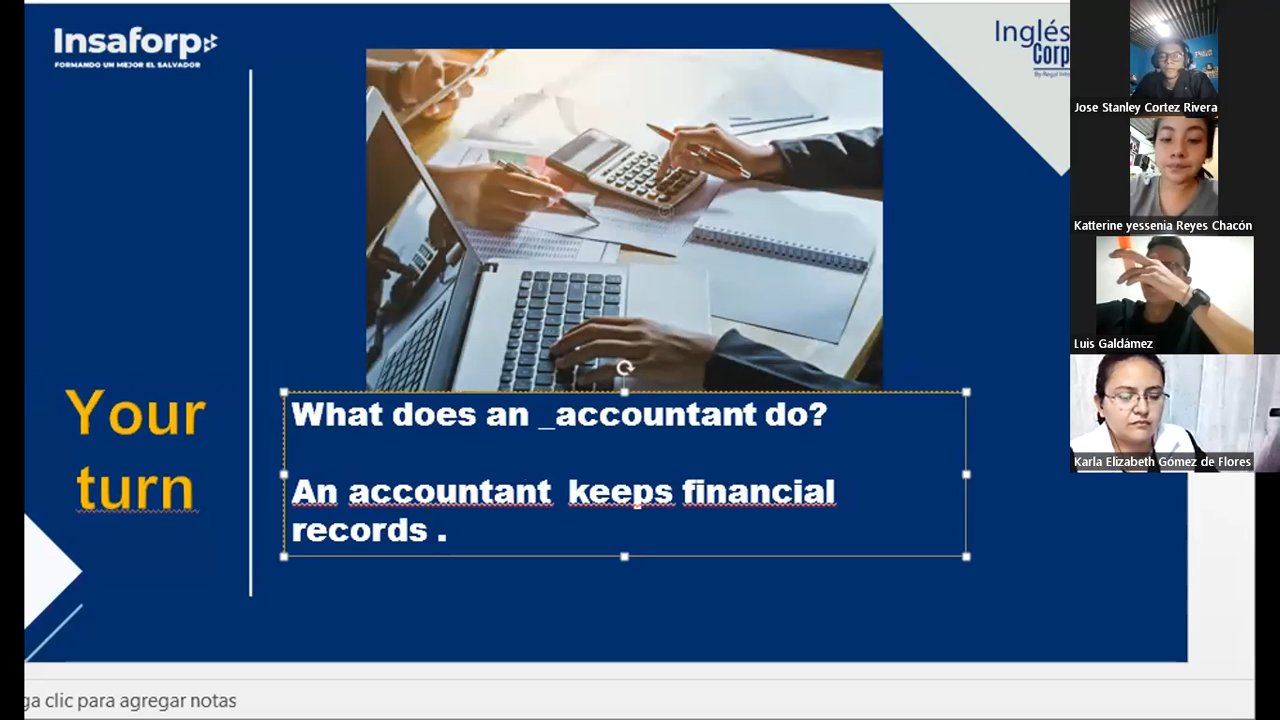 Insaforp
FORMANDO UN MEJOR EL SALVADOR
Inglés
Corp
Jose Stanley Cortez Rivera
Katterine yessenia Reyes Chacón
Luis Galdámez
Karla Elizabeth Gómez de Flores
Your
turn
What does an _accountant do?
An accountant keeps financial
records .
ga clic para agregar notas